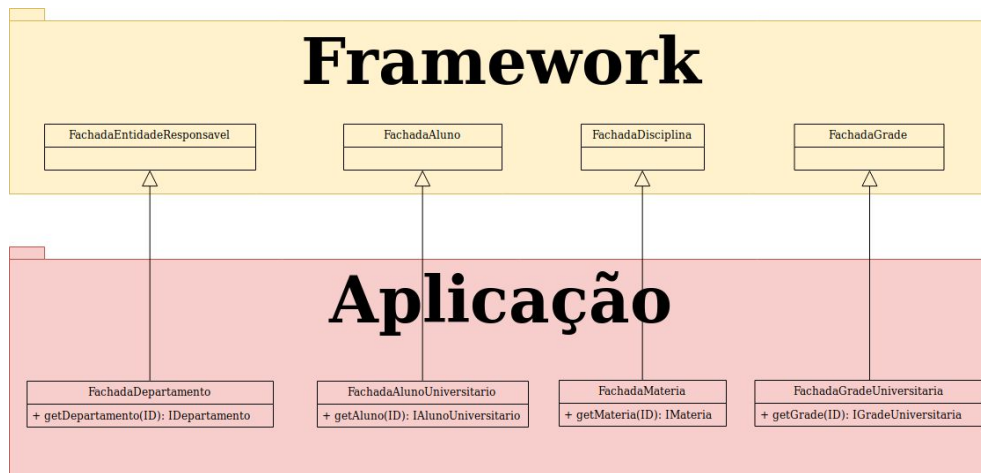 Framework
FachadaEntidadeResponsavel
FachadaAluno
FachadaDisciplina
FachadaGrade
Aplicação
FachadaDepartamento
+ getDepartamento(ID): IDepartamento
FachadaAlunoUniversitario
+ getAluno(ID): IAlunoUniversitario
FachadaMateria
+ getMateria(ID): IMateria
FachadaGradeUniversitaria
+ getGrade(ID): IGradeUniversitaria